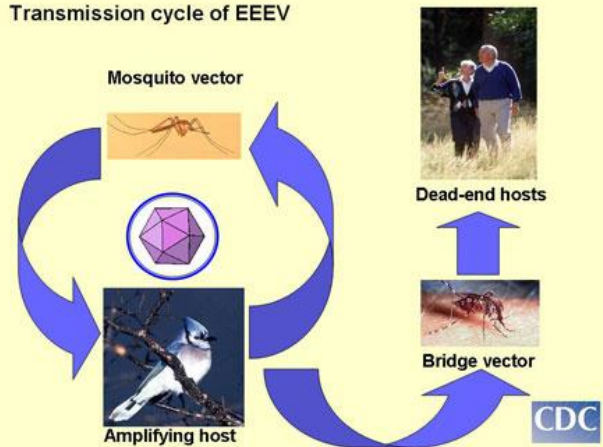 Transmission cycle of EEEV
Mosquito vector
Dead-end hosts
Bridge vector
Amplifying host
CDC